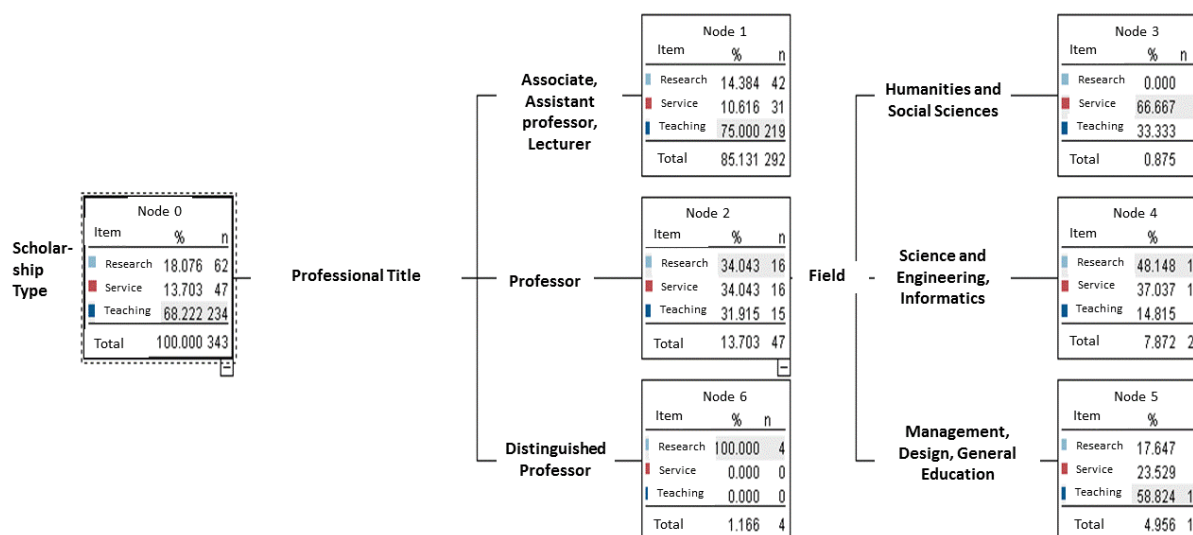 Scholar-
ship
Type
Node 0
Item % n
Research 18.076 62
Service 13.703 47
Teaching 68.222 234
Total 100.000 343
Professional Title
Associate,
Assistant
professor,
Lecturer
Node 1
Item % n
Research 14.384 42
Service 10.616 31
Teaching 75.000 219
Total 85.131 292
Professor
Node 2
Item % n
Research 34.043 16
Service 34.043 16
Teaching 31.915 15
Total 13.703 47
Distinguished
Professor
Node 6
Item % n
Research 100.000 4
Service 0.000 0
Teaching 0.000 0
Total 1.166 4
Field
Humanities and
Social Sciences
Node 3
Item % n
Research 0.000
Service 66.667
Teaching 33.333
Total 0.875
Science and
Engineering,
Informatics
Node 4
Item %
Research 48.148 1
Service 37.037 1
Teaching 14.815
Total 7.872 2
Management,
Design, General
Education
Node 5
Item %
Research 17.647
Service 23.529
Teaching 58.824 1
Total 4.956 1